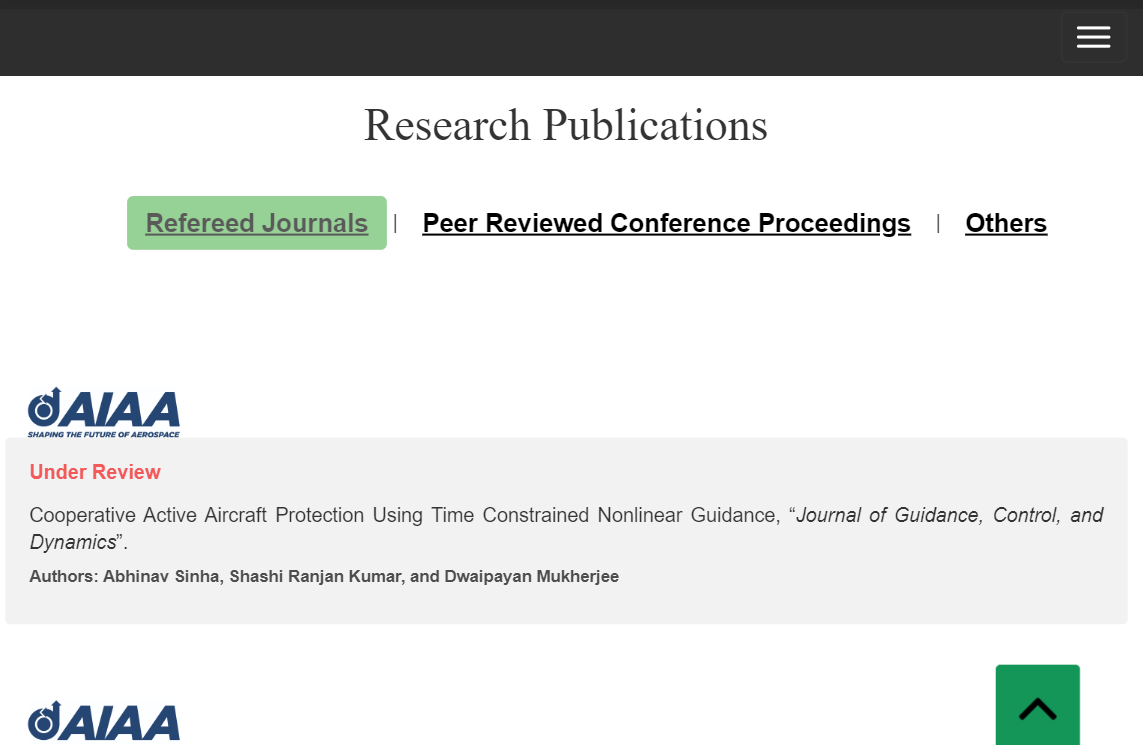 Research Publications
Refereed Journals | Peer Reviewed Conference Proceedings | Others
AIAA
SHAPING THE FUTURE OF AEROSPACE
Under Review
Cooperative Active Aircraft Protection Using Time Constrained Nonlinear Guidance, “Journal of Guidance, Control, and
Dynamics”.
Authors: Abhinav Sinha, Shashi Ranjan Kumar, and Dwaipayan Mukherjee
AIAA